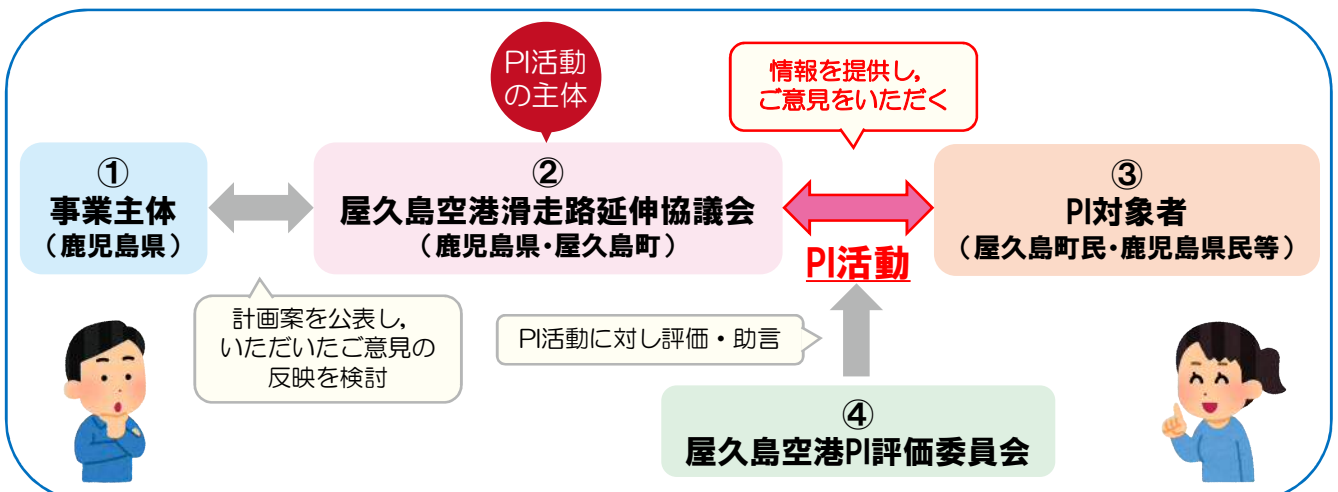 PI活動
の主体
情報を提供し，
ご意見をいただく
①
事業主体
（鹿児島県）
②
屋久島空港滑走路延伸協議会
（鹿児島県・屋久島町）
③
PI対象者
（屋久島町民・鹿児島県民等）
PI活動
計画案を公表し，
いただいたご意見の
反映を検討
PI活動に対し評価・助言
④
屋久島空港PI評価委員会